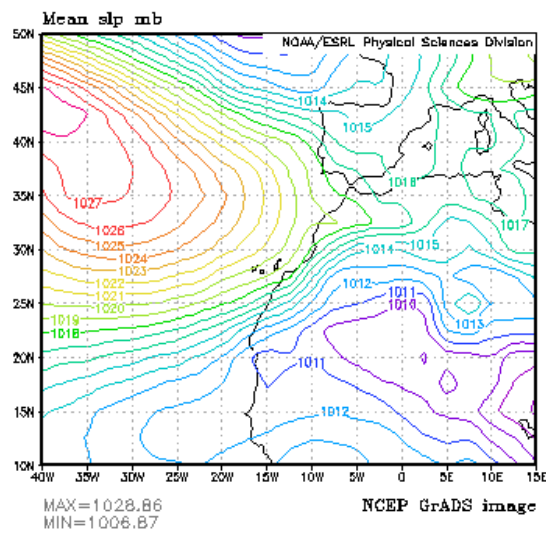 Mean slp mb
NOAA/ESRL Physical Sciences Division
50N
45N
40N
35N
30N
25N
20N
15N
10N
1014
1015
1016
1027
1017
1026
1025
1024
1023
1015
1014
1022
1012
1021
1011
1020
1010
1019
1018
1013
1011
1012
40W 35W 30W 25W 20W 15W 10W 5W 0 5E 10E 15E
MAX=1028.86
MIN=1006.87
NCEP GrADS image